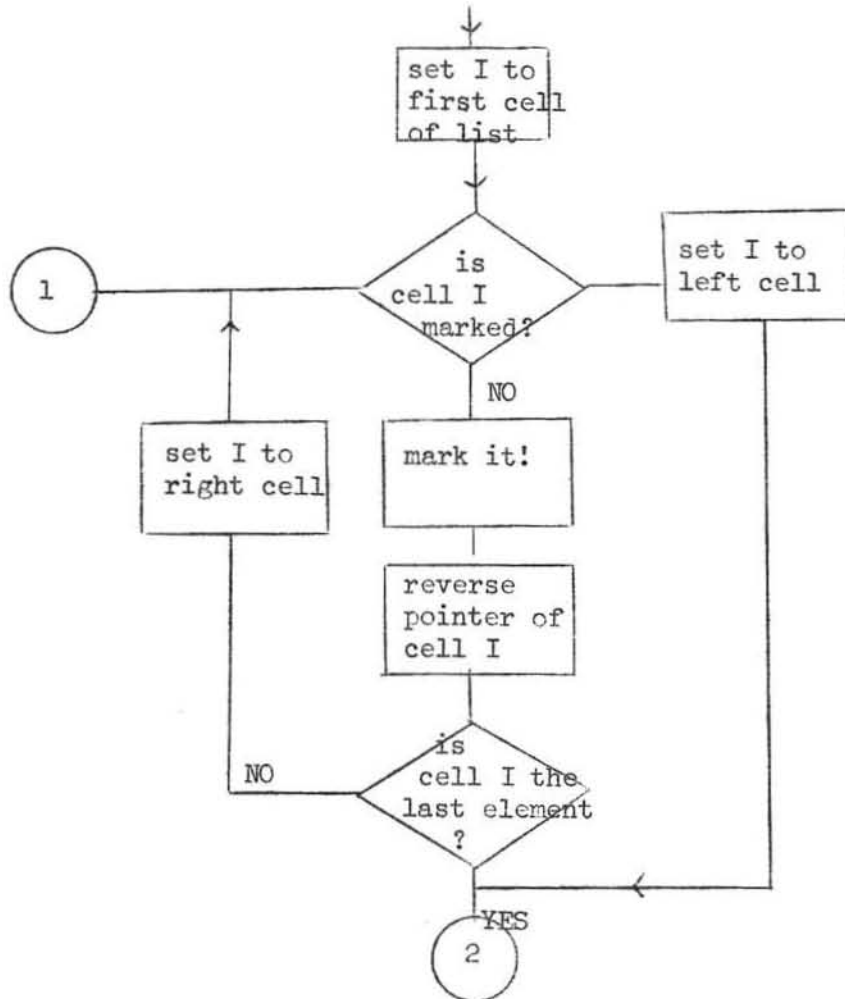 set I to
first cell
of list
is
cell I
marked?
set I to
left cell
1
NO
set I to
right cell
mark it!
reverse
pointer of
cell I
is
cell I the
last element
?
NO
YES
2